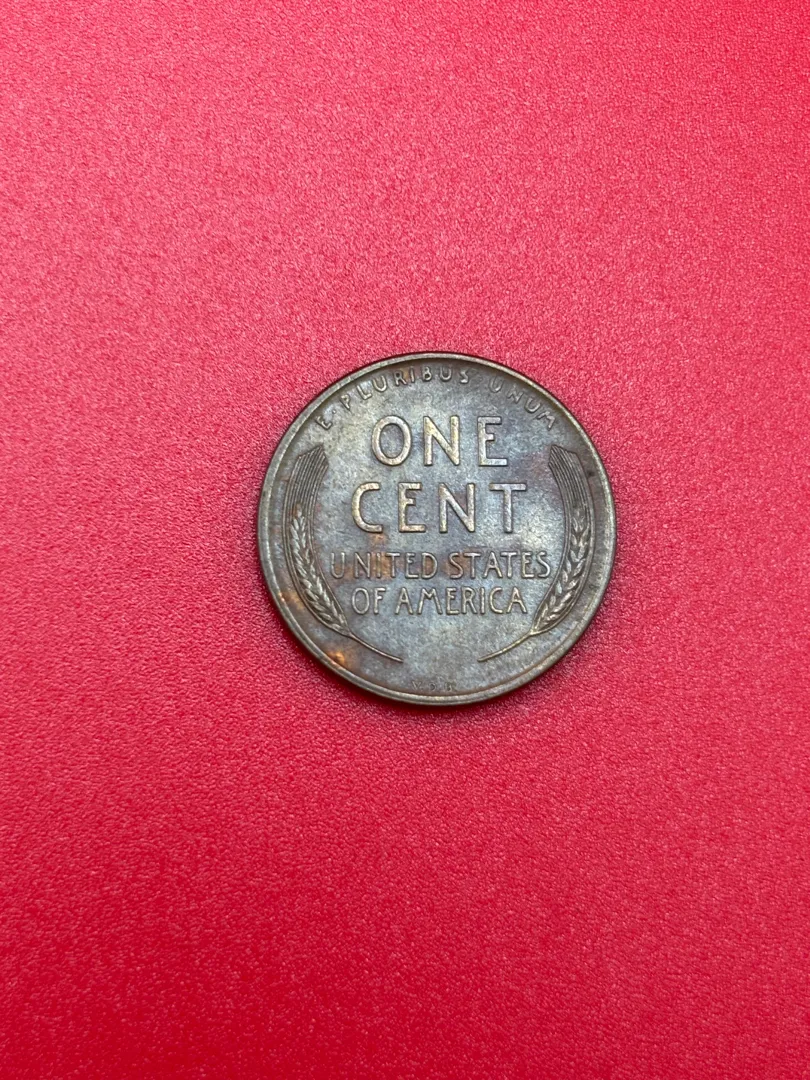 E·PLURIBUS·UNUM
ONE
CENT
UNITED STATES
OF AMERICA
V.D.B.